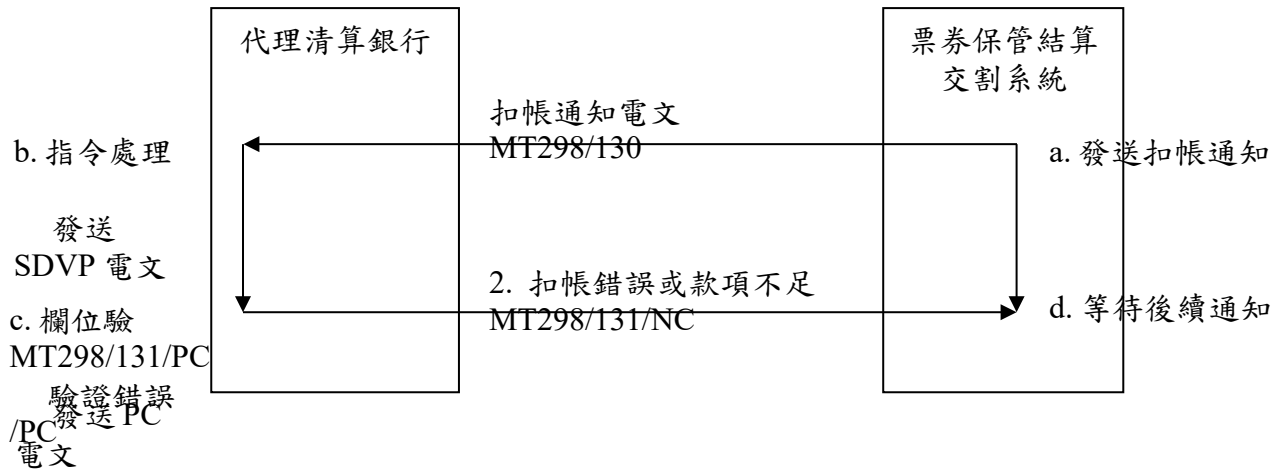 代理清算銀行
票券保管結算
交割系統
扣帳通知電文
MT298/130
b. 指令處理
a. 發送扣帳通知
發送
SDVP 電文
2. 扣帳錯誤或款項不足
MT298/131/NC
d. 等待後續通知
c. 欄位驗
MT298/131/PC
驗證錯誤
/PC
發送 PC
電文